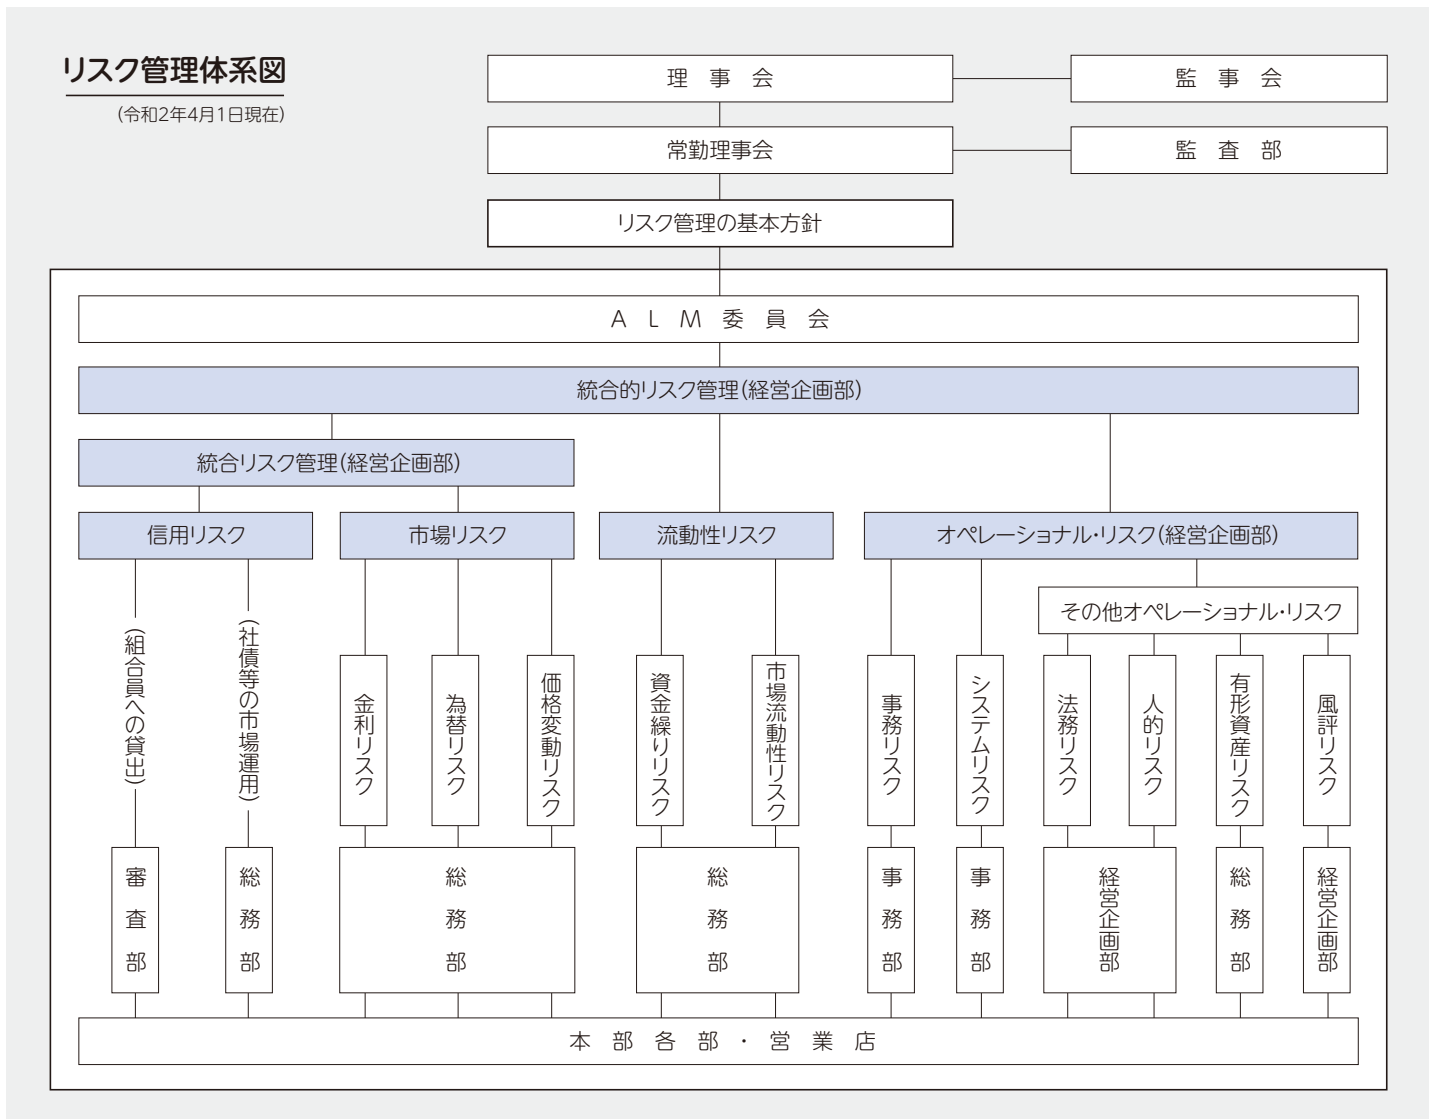 リスク管理体系図
(令和2年4月1日現在)
理事会
監事会
常勤理事会
監査部
リスク管理の基本方針
ALM委員会
統合的リスク管理(経営企画部)
統合リスク管理(経営企画部)
信用リスク
市場リスク
流動性リスク
オペレーショナル・リスク(経営企画部)
その他オペレーショナル・リスク
(組合員への貸出)
(社債等の市場運用)
金利リスク
為替リスク
価格変動リスク
資金繰りリスク
市場流動性リスク
事務リスク
システムリスク
法務リスク
人的リスク
有形資産リスク
風評リスク
審査部
総務部
総務部
総務部
事務部
事務部
経営企画部
総務部
経営企画部
本部各部・営業店